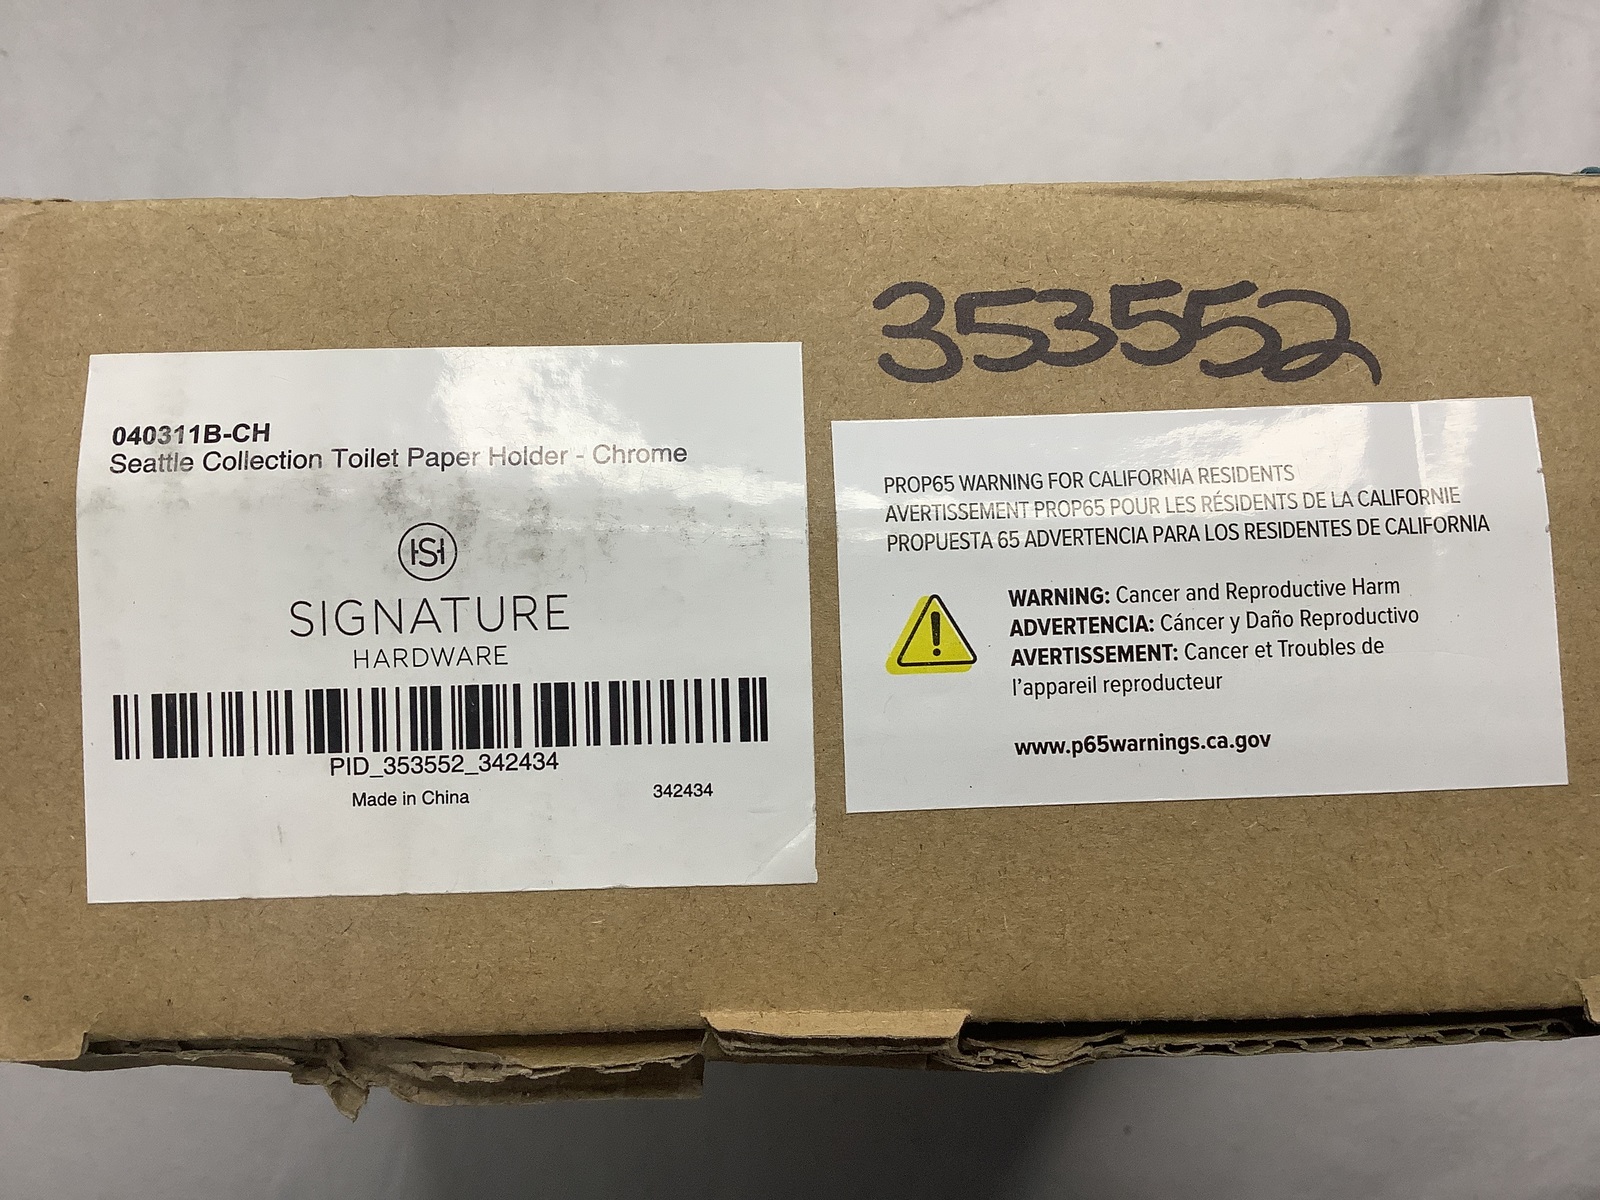 353552
040311B-CH
Seattle Collection Toilet Paper Holder - Chrome
HSH
SIGNATURE
HARDWARE
PID_353552_342434
Made in China
342434
PROP65 WARNING FOR CALIFORNIA RESIDENTS
AVERTISSEMENT PROP65 POUR LES RÉSIDENTS DE LA CALIFORNIE
PROPUESTA 65 ADVERTENCIA PARA LOS RESIDENTES DE CALIFORNIA
WARNING: Cancer and Reproductive Harm
ADVERTENCIA: Cáncer y Daño Reproductivo
AVERTISSEMENT: Cancer et Troubles de
l'appareil reproducteur
www.p65warnings.ca.gov